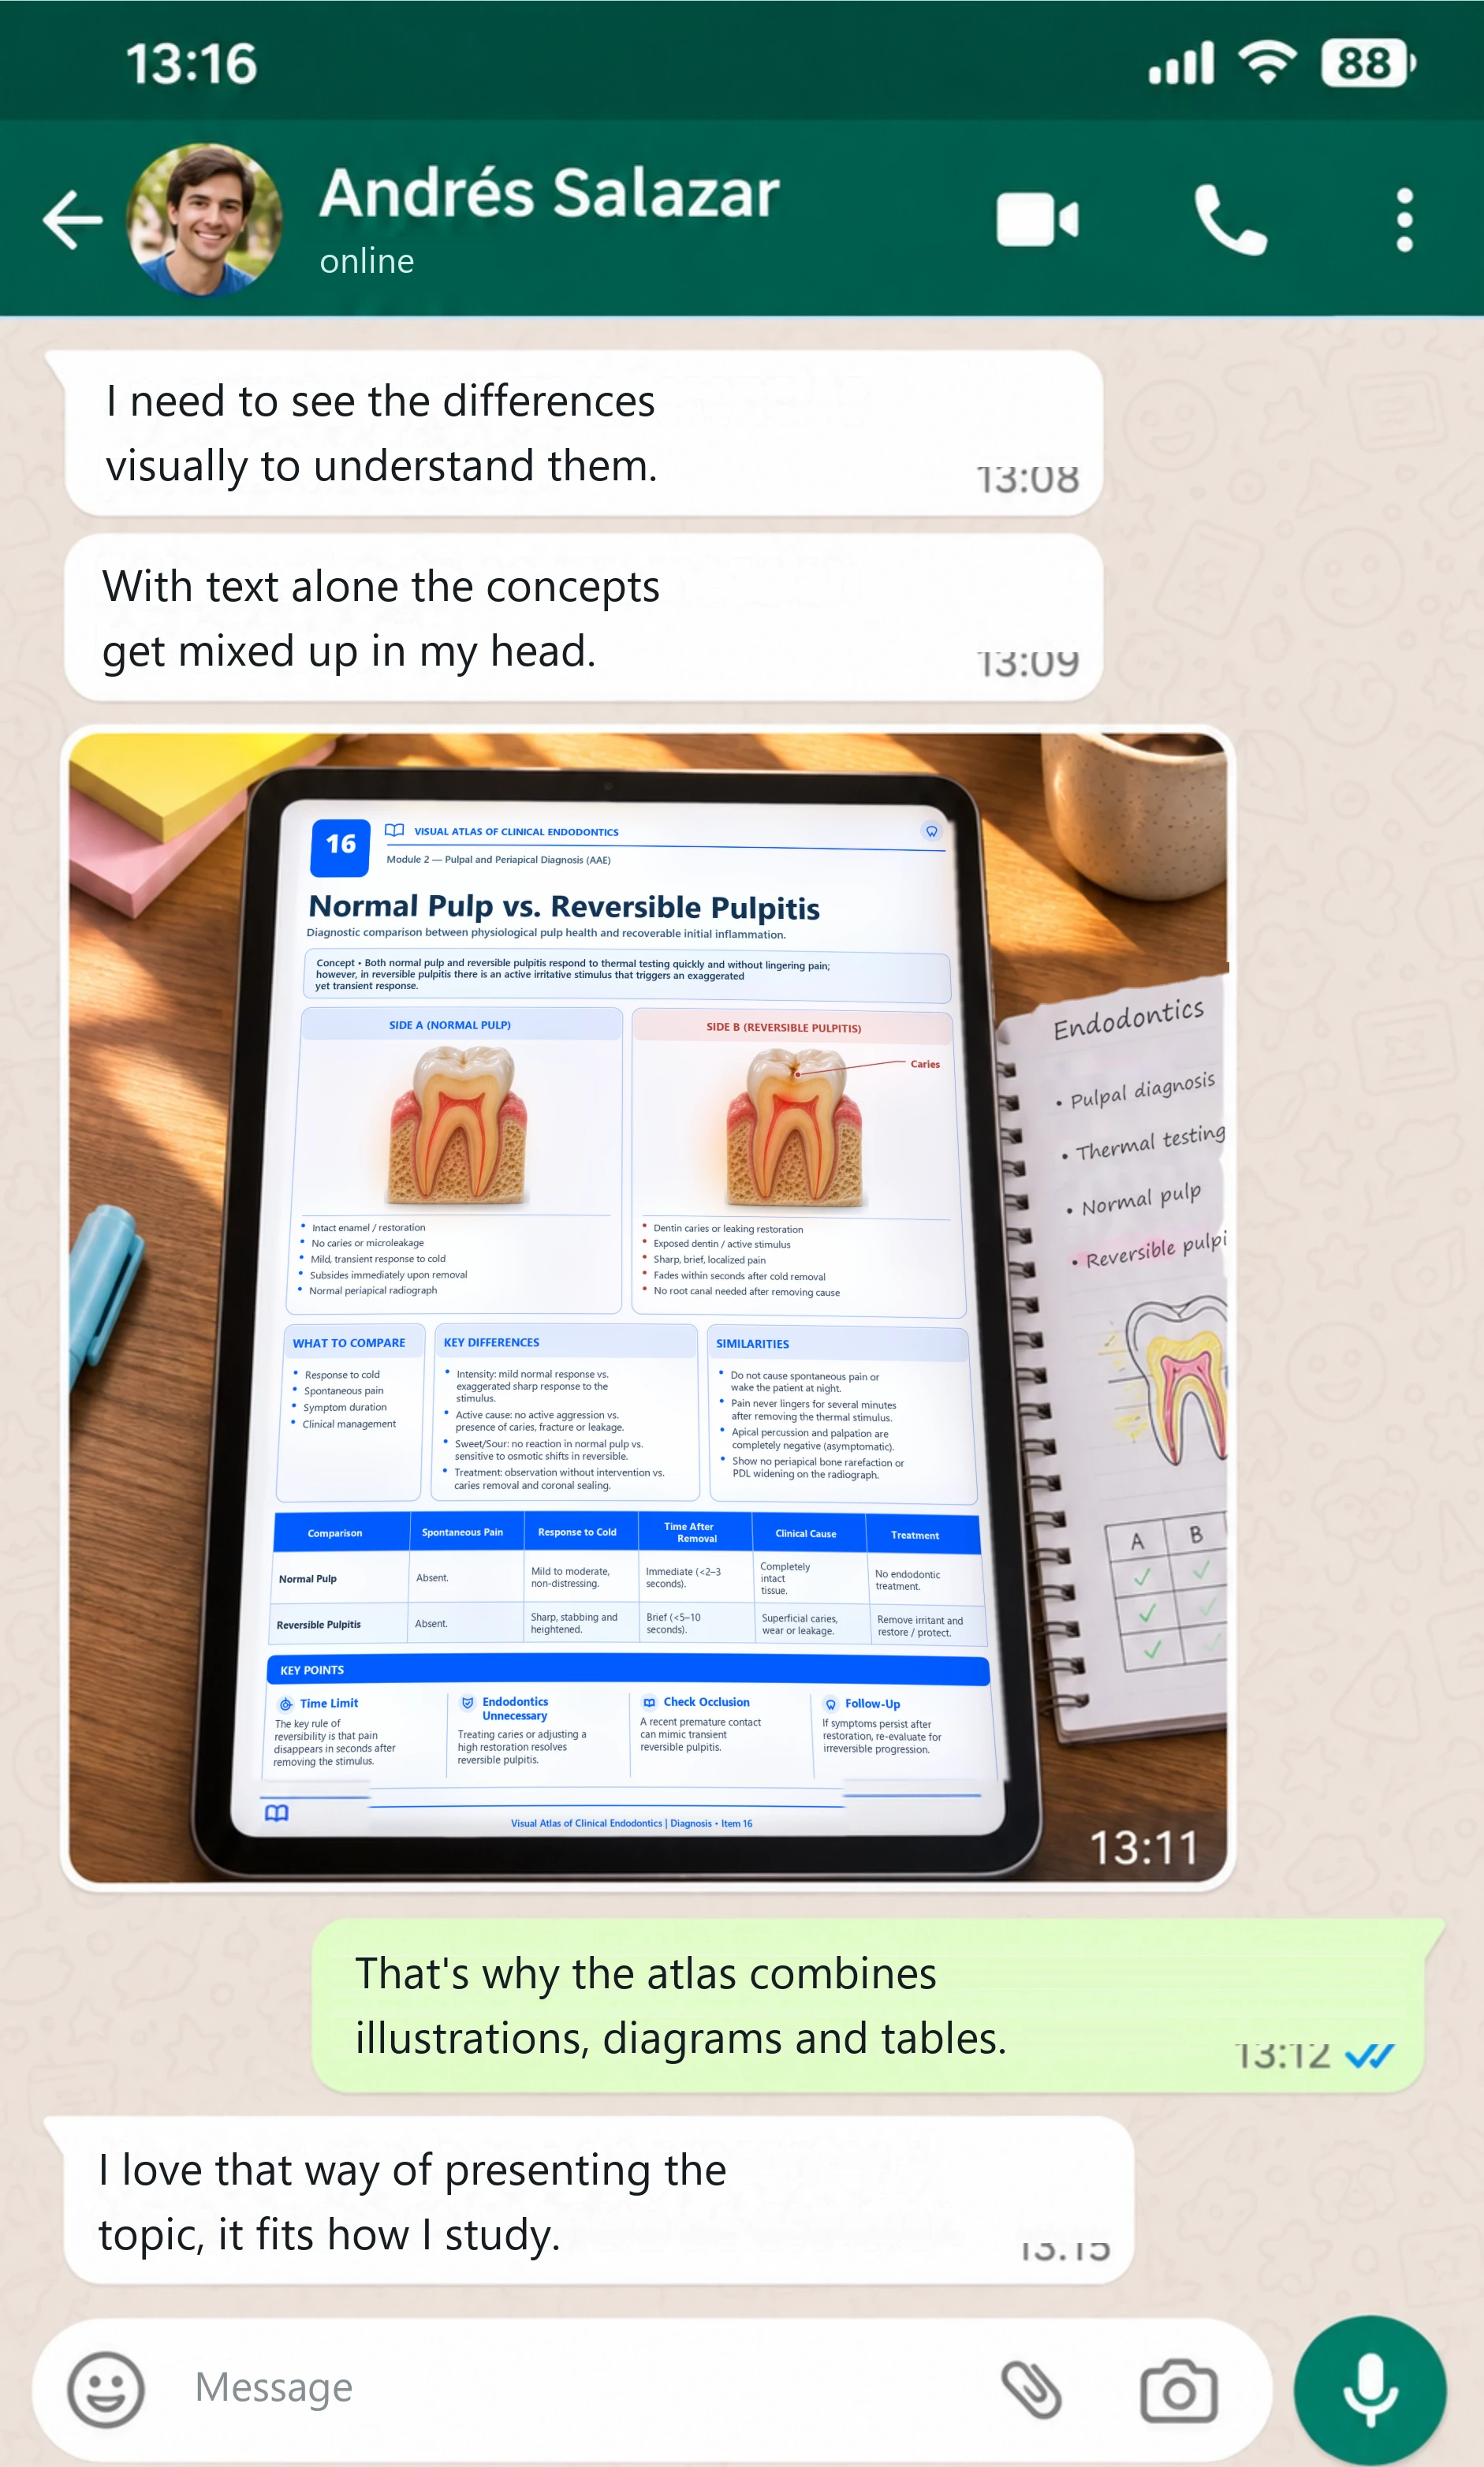 13:16
88
Andrés Salazar
online
I need to see the differences
visually to understand them.
13:08
With text alone the concepts
get mixed up in my head.
13:09
16
VISUAL ATLAS OF CLINICAL ENDODONTICS
Module 2 — Pulpal and Periapical Diagnosis (AAE)
Normal Pulp vs. Reversible Pulpitis
Diagnostic comparison between physiological pulp health and recoverable initial inflammation.
Concept • Both normal pulp and reversible pulpitis respond to thermal testing quickly and without lingering pain;
however, in reversible pulpitis there is an active irritative stimulus that triggers an exaggerated
yet transient response.
SIDE A (NORMAL PULP)
• Intact enamel / restoration
• No caries or microleakage
• Mild, transient response to cold
• Subsides immediately upon removal
• Normal periapical radiograph
SIDE B (REVERSIBLE PULPITIS)
Caries
• Dentin caries or leaking restoration
• Exposed dentin / active stimulus
• Sharp, brief, localized pain
• Fades within seconds after cold removal
• No root canal needed after removing cause
WHAT TO COMPARE
• Response to cold
• Spontaneous pain
• Symptom duration
• Clinical management
KEY DIFFERENCES
• Intensity: mild normal response vs.
exaggerated sharp response to the
stimulus.
• Active cause: no active aggression vs.
presence of caries, fracture or leakage.
• Sweet/Sour: no reaction in normal pulp vs.
sensitive to osmotic shifts in reversible.
• Treatment: observation without intervention vs.
caries removal and coronal sealing.
SIMILARITIES
• Do not cause spontaneous pain or
wake the patient at night.
• Pain never lingers for several minutes
after removing the thermal stimulus.
• Apical percussion and palpation are
completely negative (asymptomatic).
• Show no periapical bone rarefaction or
PDL widening on the radiograph.
Comparison
Spontaneous Pain
Response to Cold
Time After
Removal
Clinical Cause
Treatment
Normal Pulp
Absent.
Mild to moderate,
non-distressing.
Immediate (<2–3
seconds).
Completely
intact
tissue.
No endodontic
treatment.
Reversible Pulpitis
Absent.
Sharp, stabbing and
heightened.
Brief (<5–10
seconds).
Superficial caries,
wear or leakage.
Remove irritant and
restore / protect.
KEY POINTS
Time Limit
The key rule of
reversibility is that pain
disappears in seconds after
removing the stimulus.
Endodontics
Unnecessary
Treating caries or adjusting a
high restoration resolves
reversible pulpitis.
Check Occlusion
A recent premature contact
can mimic transient
reversible pulpitis.
Follow-Up
If symptoms persist after
restoration, re-evaluate for
irreversible progression.
Visual Atlas of Clinical Endodontics | Diagnosis • Item 16
Endodontics
• Pulpal diagnosis
• Thermal testing
• Normal pulp
• Reversible pulpi
A B
13:11
That's why the atlas combines
illustrations, diagrams and tables.
13:12
I love that way of presenting the
topic, it fits how I study.
13:15
Message